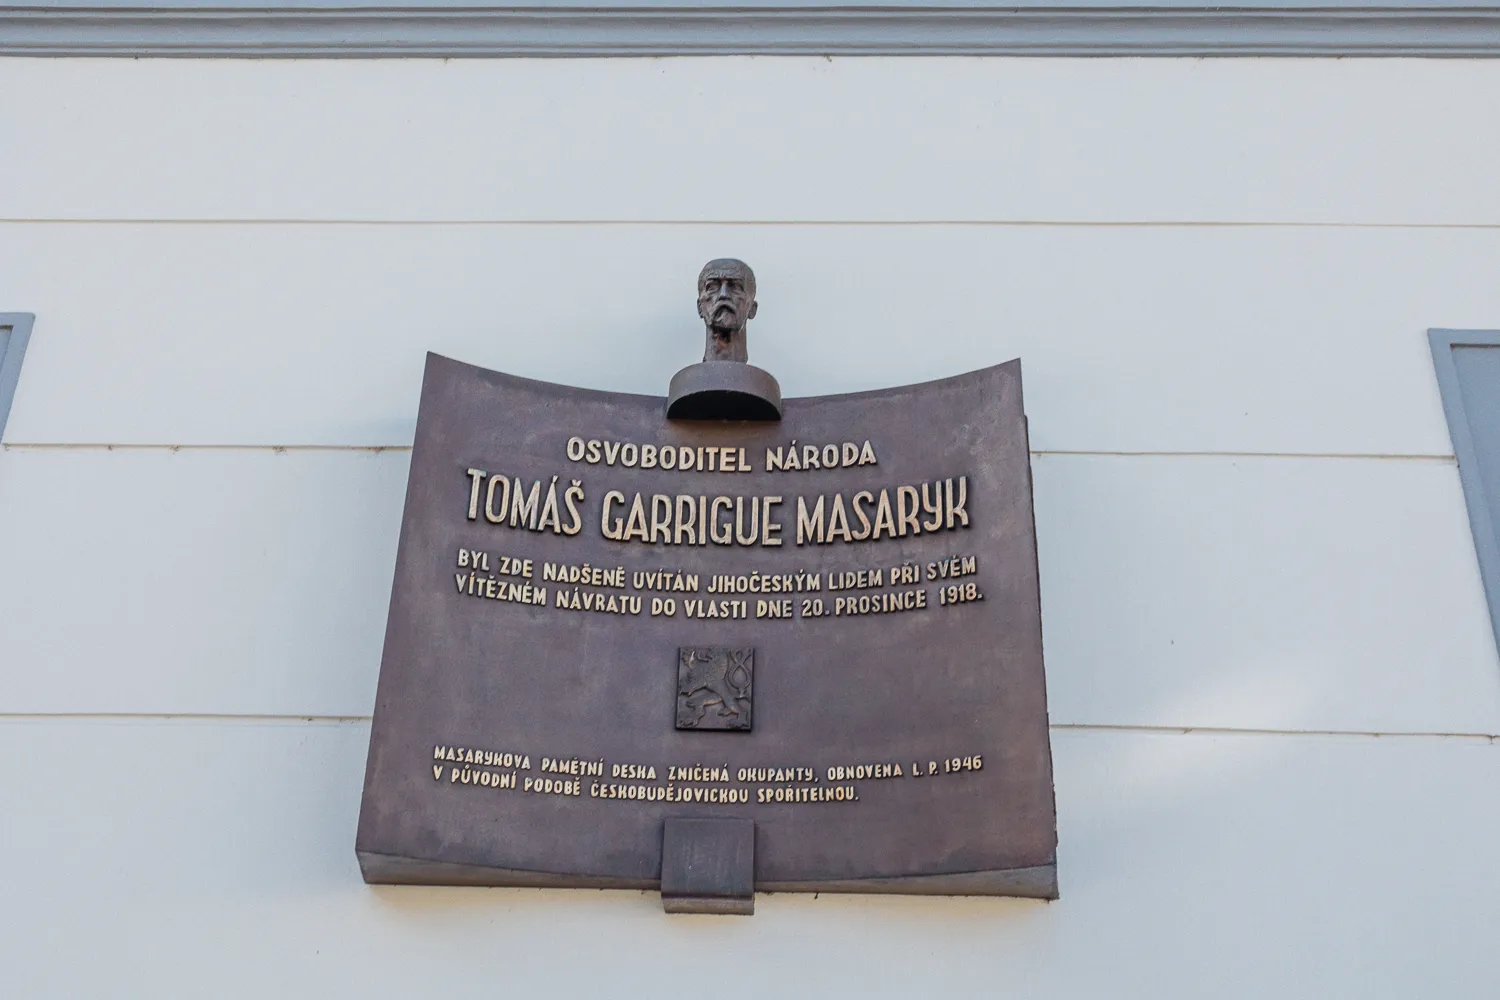 OSVOBODITEL NÁRODA
TOMÁŠ GARRIGUE MASARYK
BYL ZDE NADŠENĚ UVÍTÁN JIHOČESKÝM LIDEM PŘI SVÉM
VÍTĚZNÉM NÁVRATU DO VLASTI DNE 20. PROSINCE 1918.
MASARYKOVA PAMĚTNÍ DESKA ZNIČENÁ OKUPANTY, OBNOVENA L. P. 1946
V PŮVODNÍ PODOBĚ ČESKOBUDĚJOVICKOU SPOŘITELNOU.